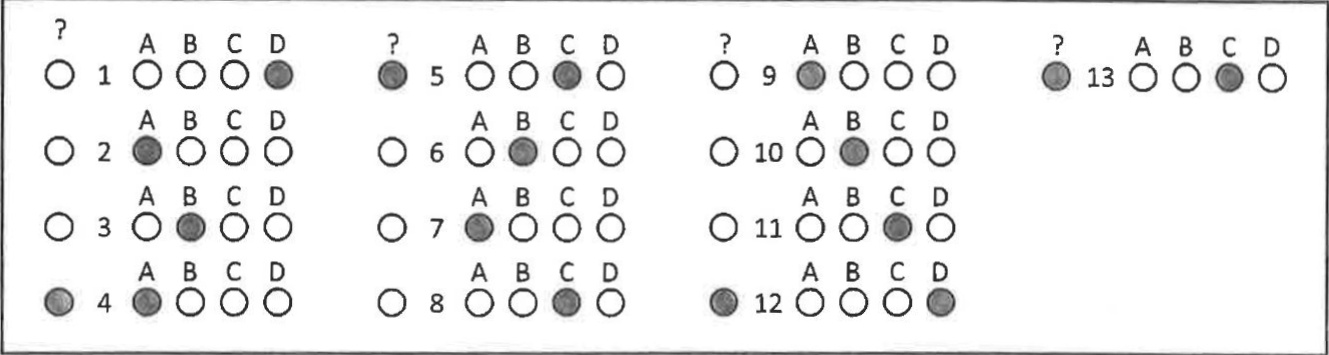 ? A B C D ? A B C D ? A B C D ? A B C D
1 5 9 13
A B C D A B C D A B C D
2 6 10
A B C D A B C D A B C D
3 7 11
A B C D A B C D A B C D
4 8 12